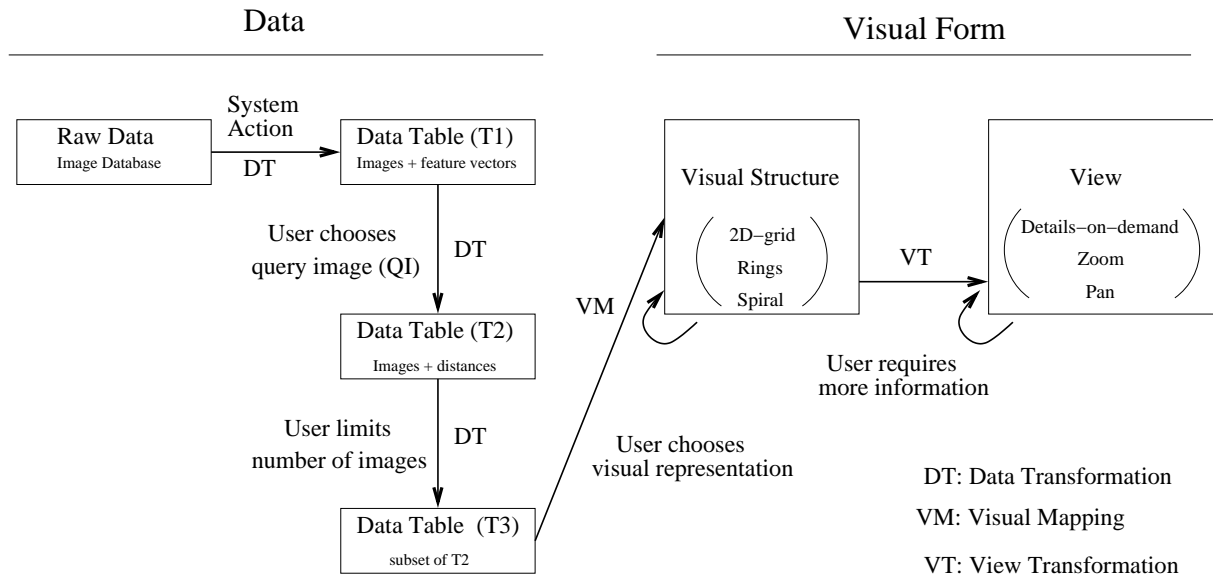 Data
Visual Form
System
Action
DT
Raw Data
Image Database
Data Table (T1)
Images + feature vectors
User chooses
query image (QI)
DT
Data Table (T2)
Images + distances
User limits
number of images
DT
Data Table (T3)
subset of T2
VM
User chooses
visual representation
Visual Structure
2D−grid
Rings
Spiral
VT
View
Details−on−demand
Zoom
Pan
User requires
more information
DT: Data Transformation
VM: Visual Mapping
VT: View Transformation